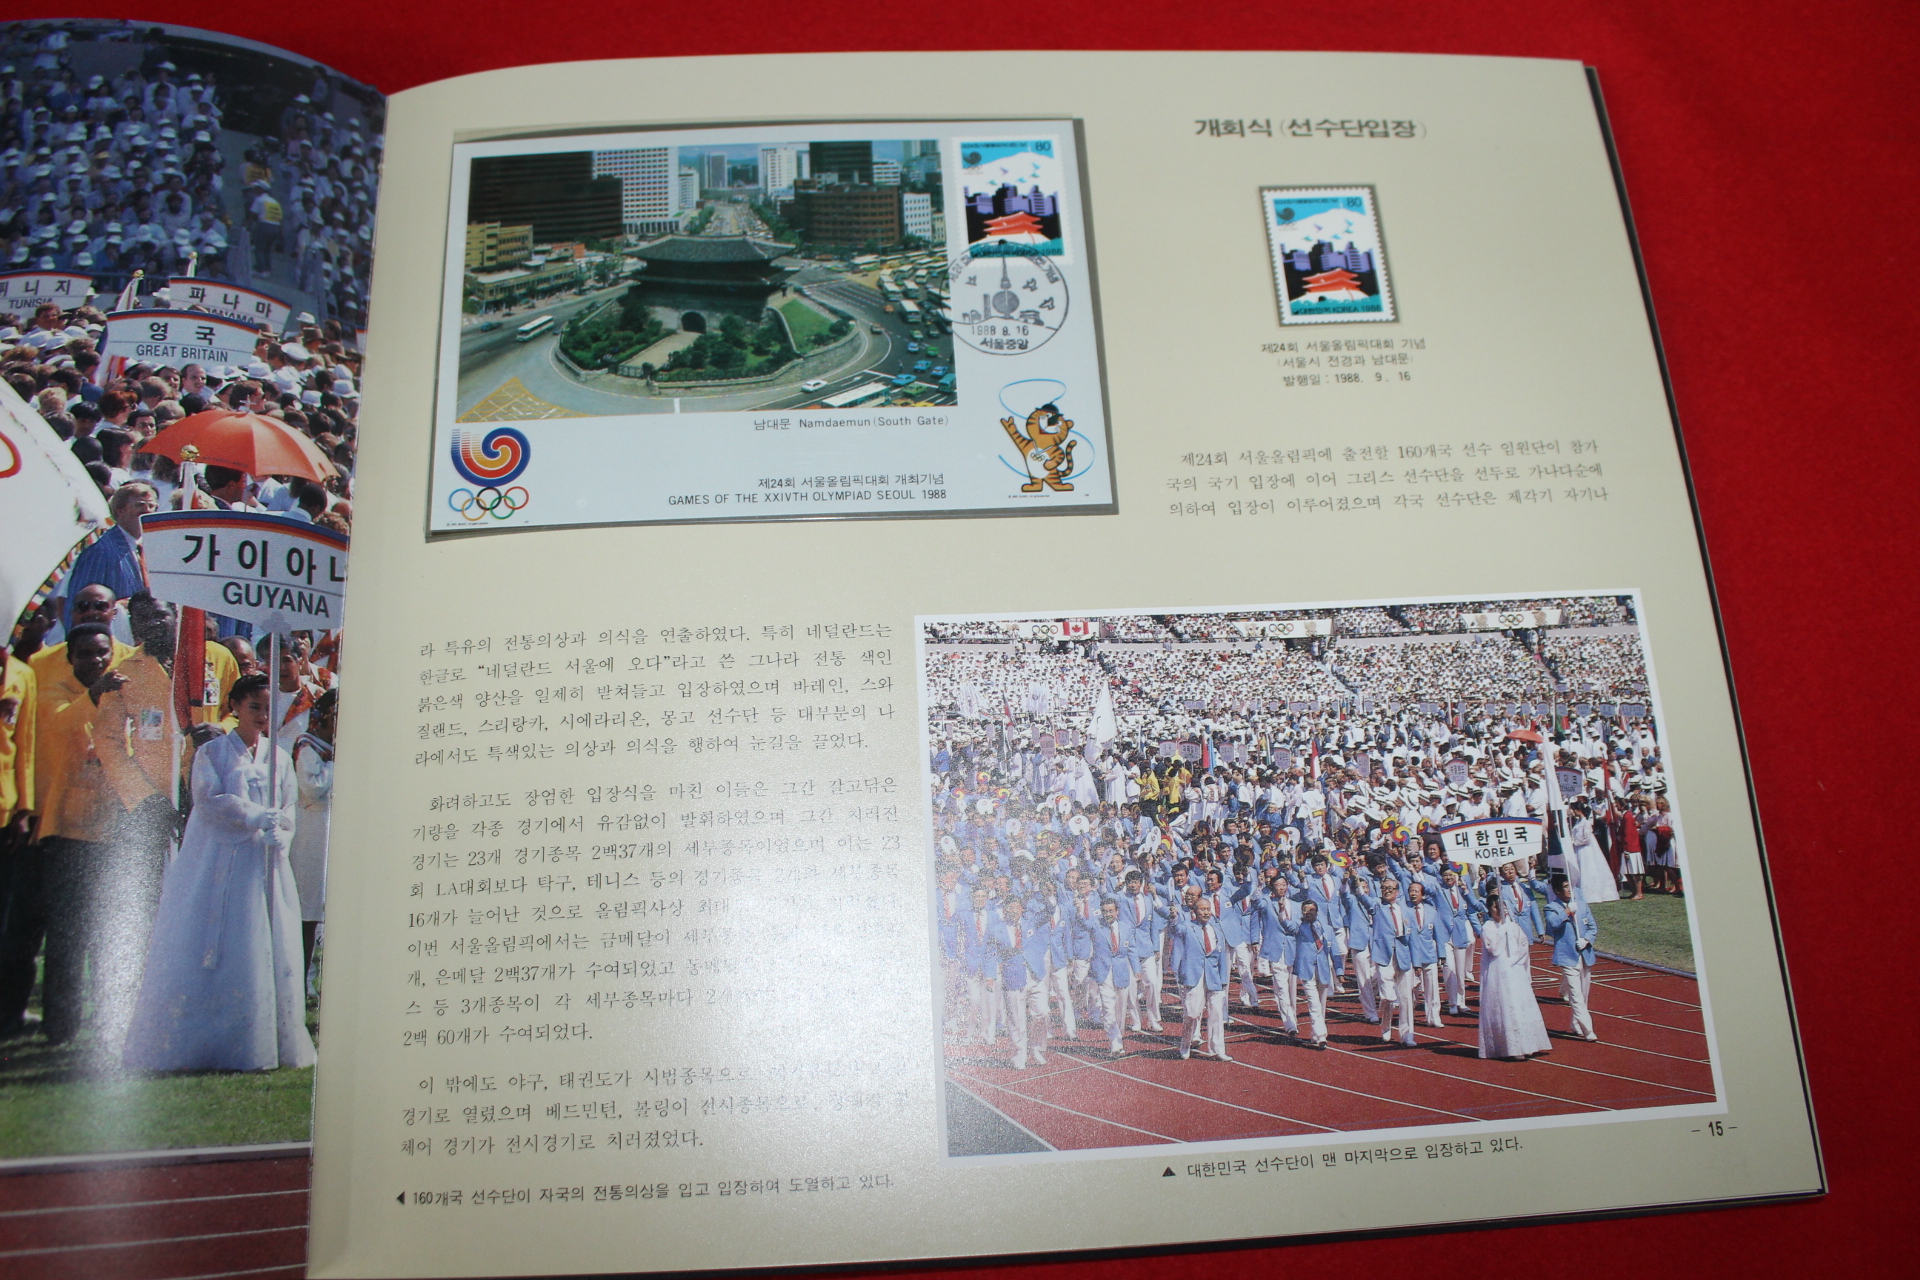 튀니지
TUNISIA
파나마
PANAMA
영국
GREAT BRITAIN
가이아나
GUYANA
80
1988. 8. 16
서울중앙
남대문 Namdaemun (South Gate)
제24회 서울올림픽대회 개최기념
GAMES OF THE XXIVTH OLYMPIAD SEOUL 1988
개회식 (선수단입장)
80
대한민국 KOREA 1988
제24회 서울올림픽대회 기념
(서울시 전경과 남대문)
발행일 : 1988. 9. 16
제24회 서울올림픽에 출전할 160개국 선수 임원단이 참가
국의 국기 입장에 이어 그리스 선수단을 선두로 가나다순에
의하여 입장이 이루어졌으며 각국 선수단은 제각기 자기나
라 특유의 전통의상과 의식을 연출하였다. 특히 네덜란드는
한글로 “네덜란드 서울에 오다”라고 쓴 그나라 전통 색인
붉은색 양산을 일제히 받쳐들고 입장하였으며 바레인, 스와
질랜드, 스리랑카, 시에라리온, 몽고 선수단 등 대부분의 나
라에서도 특색있는 의상과 의식을 행하여 눈길을 끌었다.
화려하고도 장엄한 입장식을 마친 이들은 그간 갈고닦은
기량을 각종 경기에서 유감없이 발휘하였으며 그간 치러진
경기는 23개 경기종목 2백37개의 세부종목이었으며 이는 23
회 LA대회보다 탁구, 테니스 등의 경기종목 2개와 세부종목
16개가 늘어난 것으로 올림픽사상 최대
이번 서울올림픽에서는 금메달이 세부종목
개, 은메달 2백37개가 수여되었고 동메달
스 등 3개종목이 각 세부종목마다 2개
2백 60개가 수여되었다.
이 밖에도 야구, 태권도가 시범종목으로
경기로 열렸으며 베드민턴, 볼링이 전시종목으로
체어 경기가 전시경기로 치러졌었다.
◀ 160개국 선수단이 자국의 전통의상을 입고 입장하여 도열하고 있다.
대한민국
KOREA
▲ 대한민국 선수단이 맨 마지막으로 입장하고 있다.
– 15 –